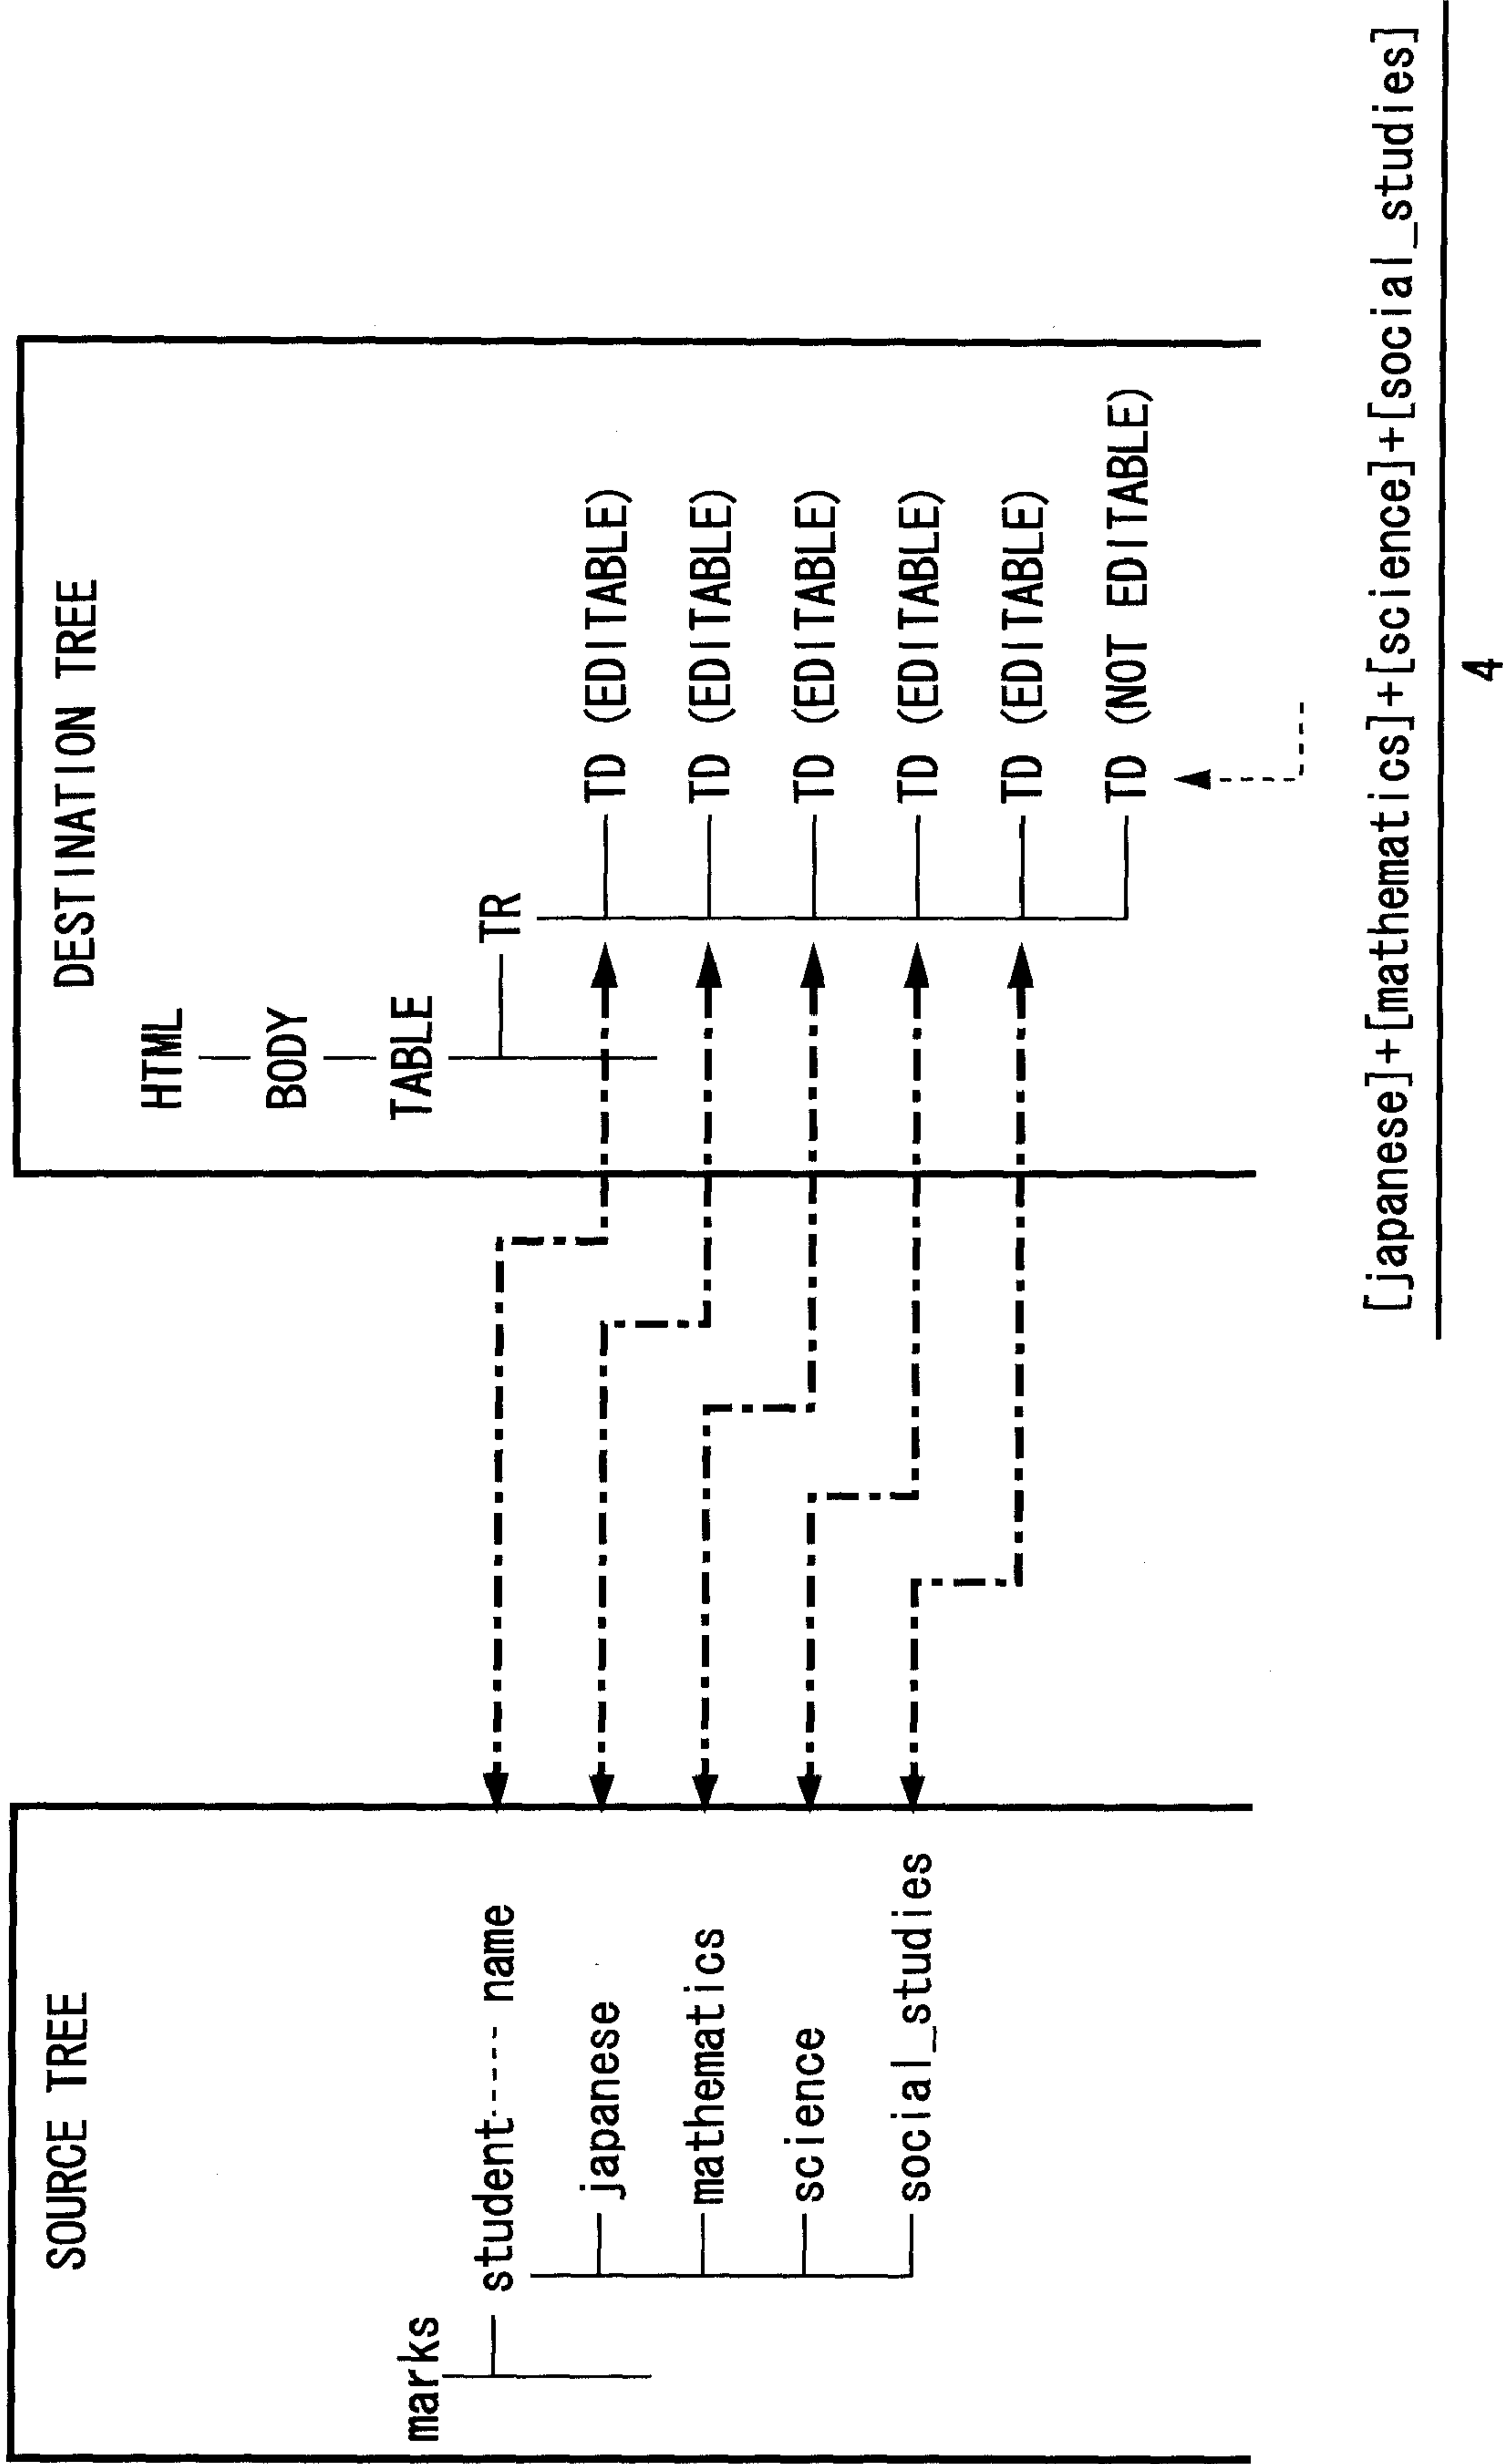 SOURCE TREE
marks
student name
japanese
mathematics
science
social_studies
DESTINATION TREE
HTML
BODY
TABLE
TR
TD (EDITABLE)
TD (EDITABLE)
TD (EDITABLE)
TD (EDITABLE)
TD (EDITABLE)
TD (NOT EDITABLE)
[japanese]+[mathematics]+[science]+[social_studies]
4